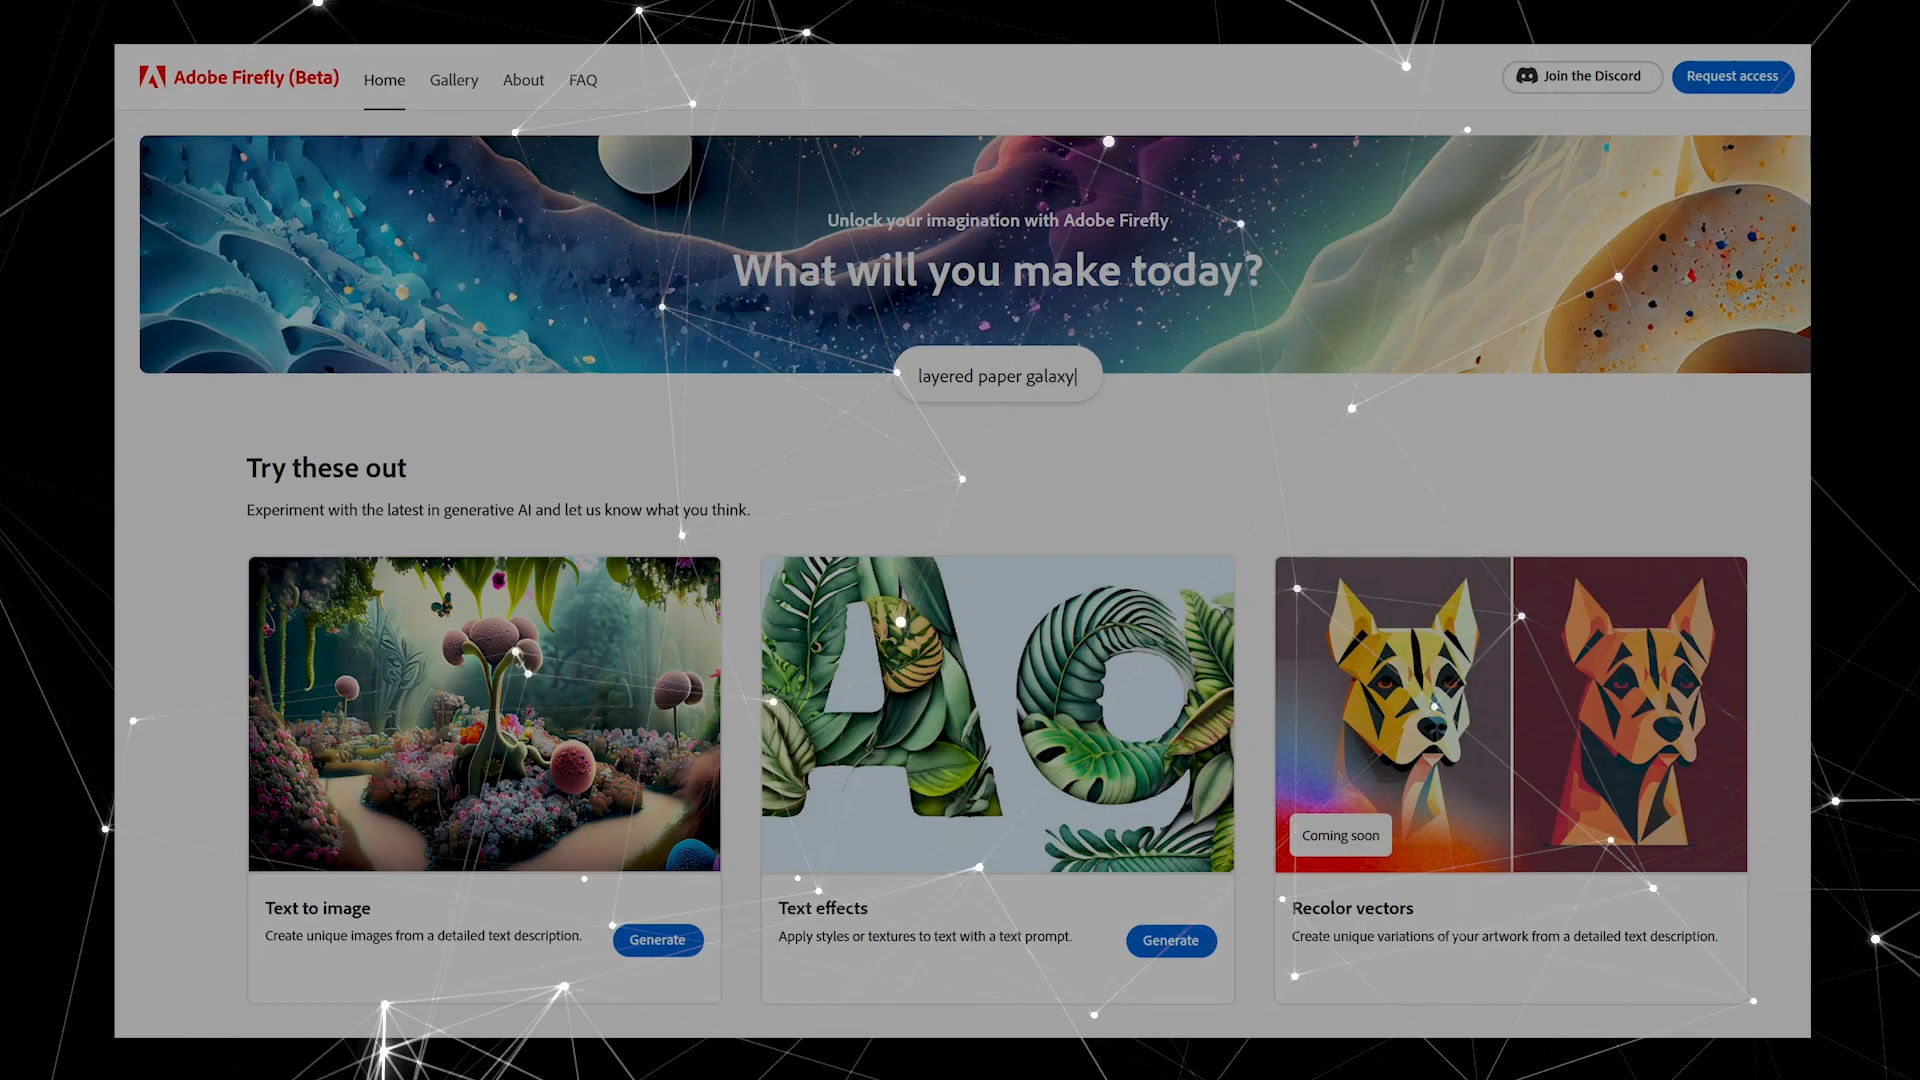 Adobe Firefly (Beta)
Home
Gallery
About
FAQ
Join the Discord
Request access
Unlock your imagination with Adobe Firefly
What will you make today?
layered paper galaxy
Try these out
Experiment with the latest in generative AI and let us know what you think.
Ag
Coming soon
Text to image
Create unique images from a detailed text description.
Generate
Text effects
Apply styles or textures to text with a text prompt.
Generate
Recolor vectors
Create unique variations of your artwork from a detailed text description.